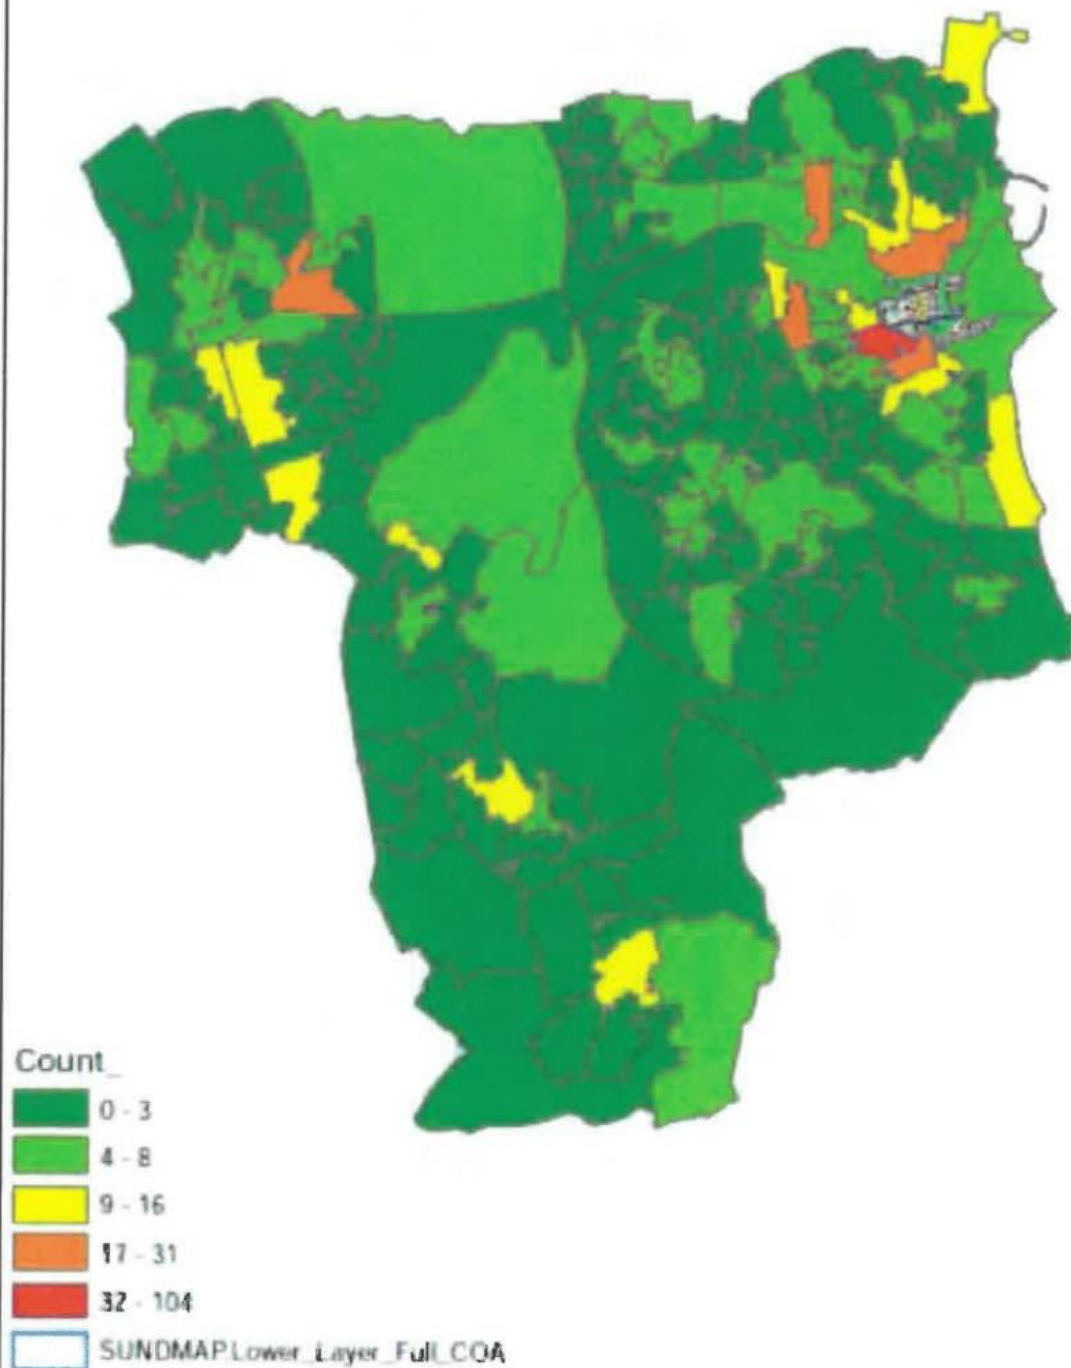 Count_
0 - 3
4 - 8
9 - 16
17 - 31
32 - 104
SUNDMAP.Lower_Layer_Full_COA